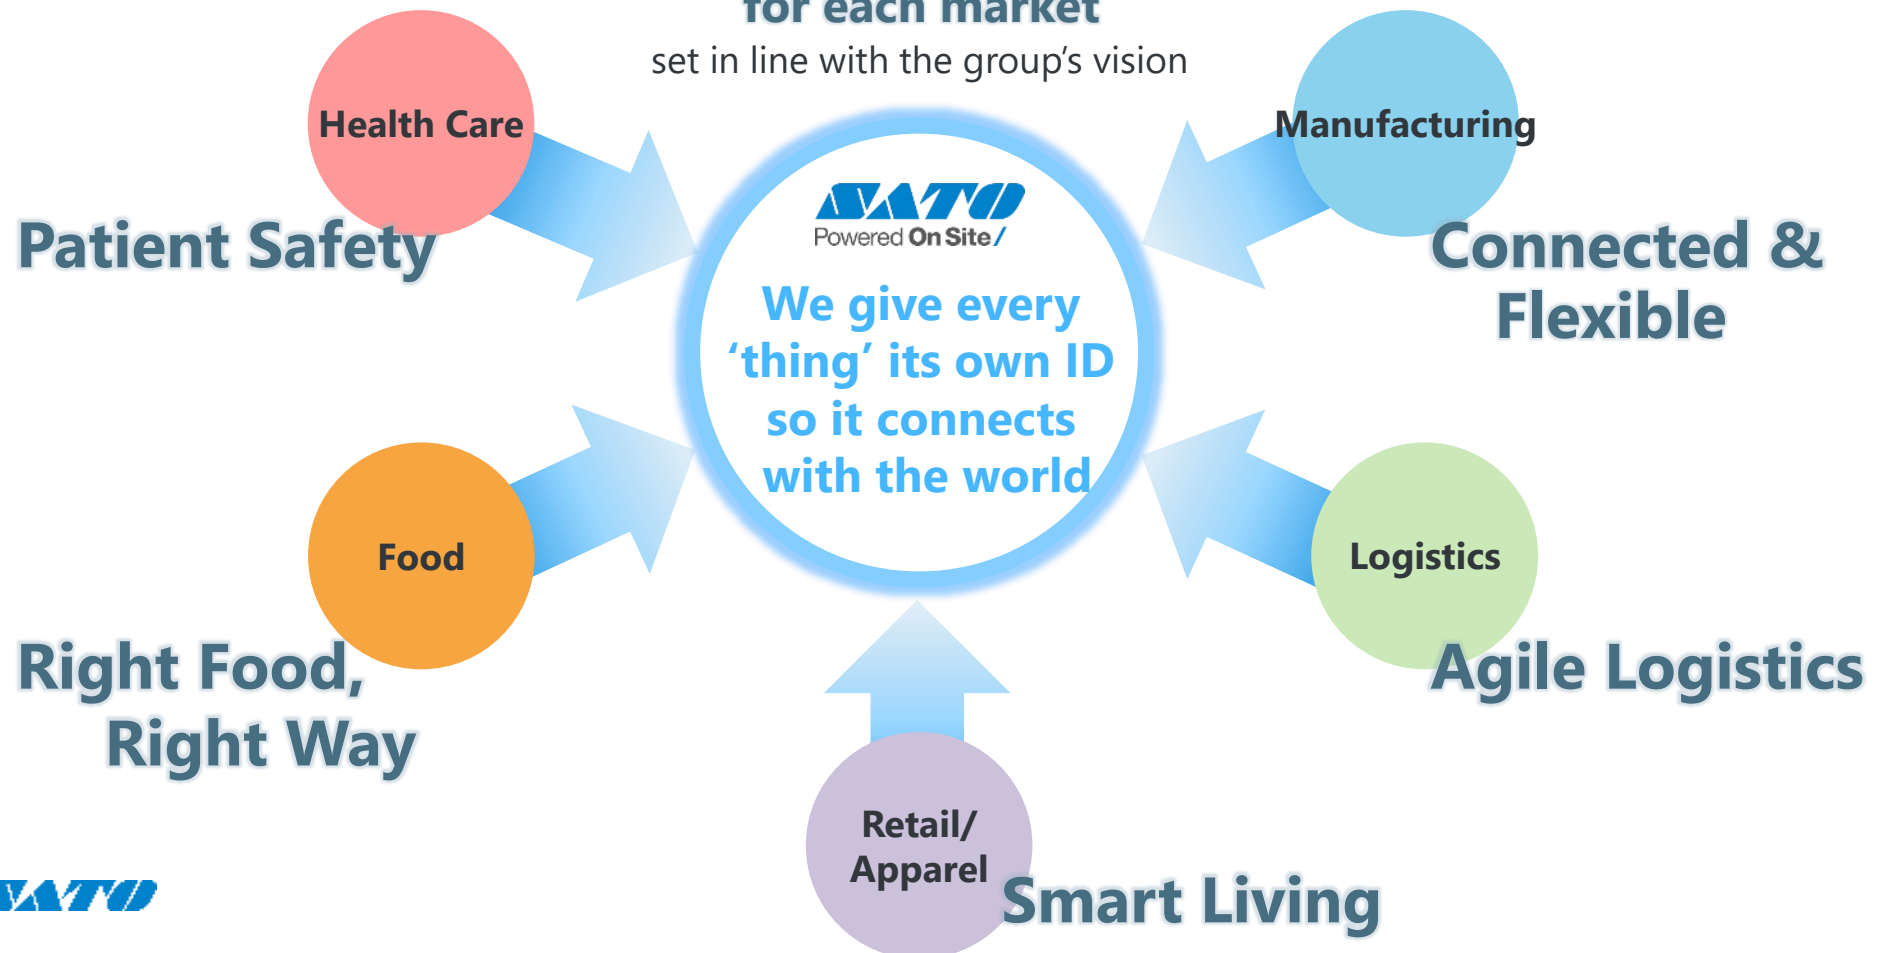 for each market
set in line with the group's vision
Health Care
Manufacturing
Patient Safety
Connected &
Flexible
SATO
Powered On Site/
We give every
‘thing’ its own ID
so it connects
with the world
Food
Logistics
Right Food,
Right Way
Agile Logistics
Retail/
Apparel
Smart Living
SATO